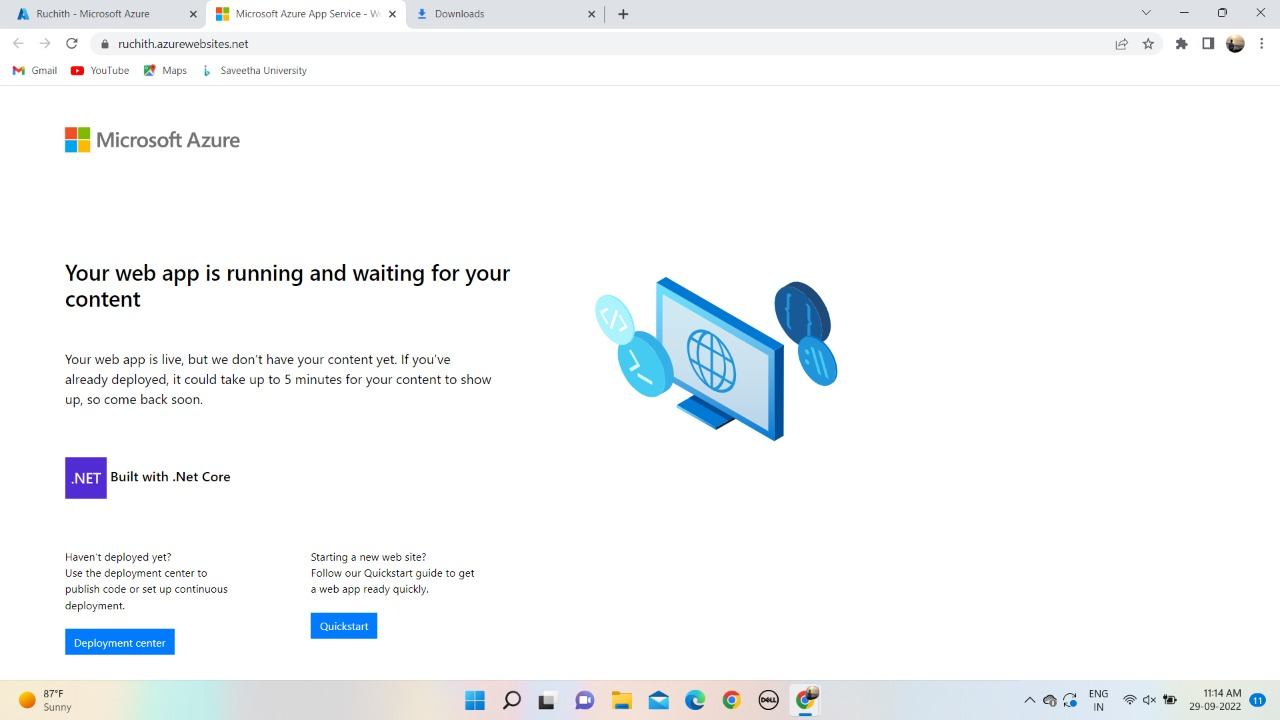 Ruchith - Microsoft Azure
Microsoft Azure App Service - We
Downloads
ruchith.azurewebsites.net
Gmail
YouTube
Maps
Saveetha University
Microsoft Azure
Your web app is running and waiting for your
content
Your web app is live, but we don't have your content yet. If you've
already deployed, it could take up to 5 minutes for your content to show
up, so come back soon.
.NET
Built with .Net Core
Haven't deployed yet?
Use the deployment center to
publish code or set up continuous
deployment.
Deployment center
Starting a new web site?
Follow our Quickstart guide to get
a web app ready quickly.
Quickstart
87°F
Sunny
DELL
ENG
IN
11:14 AM
29-09-2022
11